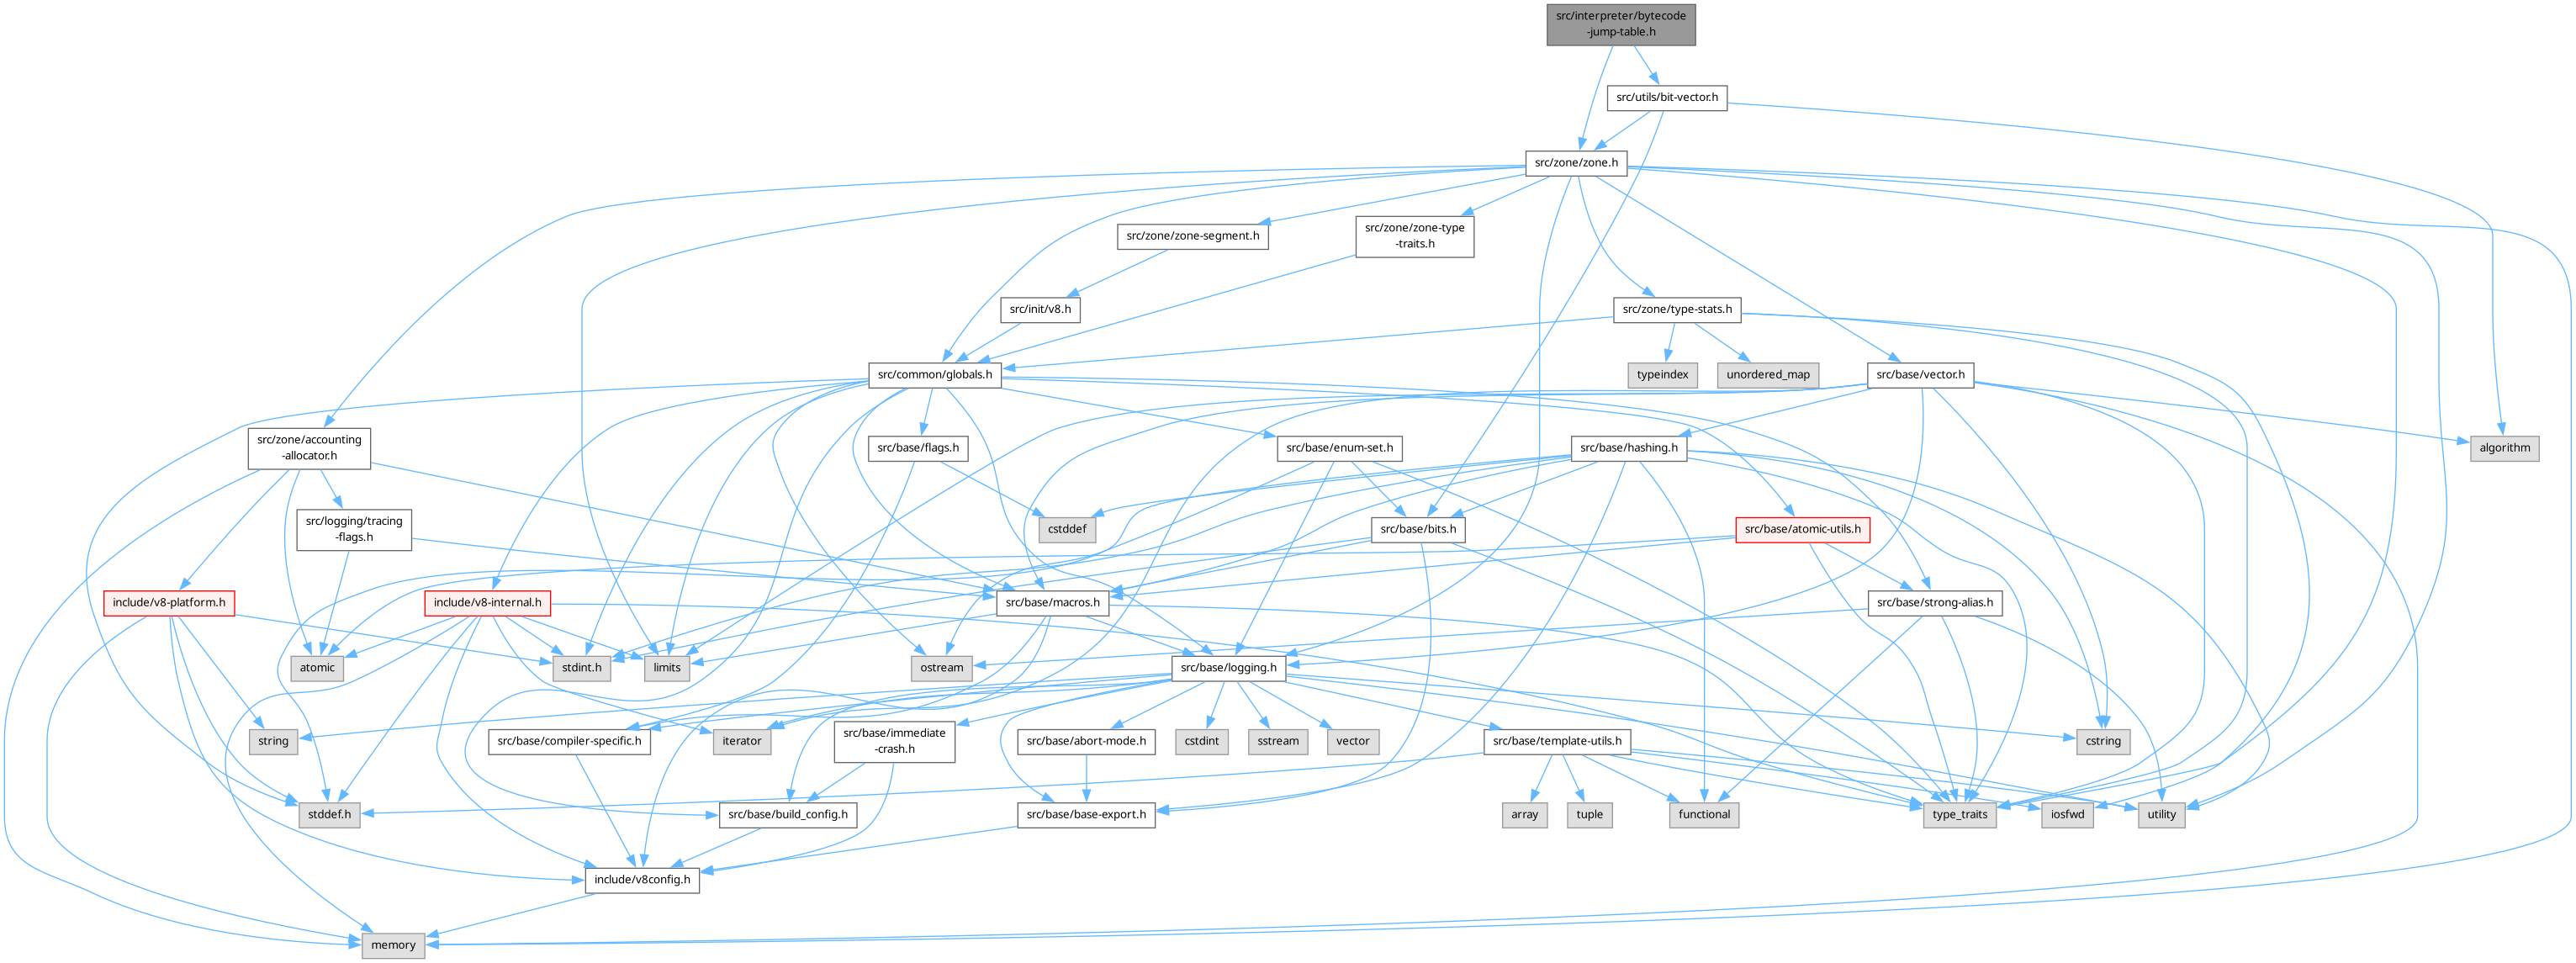 src/interpreter/bytecode
-jump-table.h
src/utils/bit-vector.h
src/zone/zone.h
src/zone/zone-segment.h
src/zone/zone-type
-traits.h
src/init/v8.h
src/zone/type-stats.h
src/common/globals.h
typeindex
unordered_map
src/base/vector.h
src/zone/accounting
-allocator.h
src/base/flags.h
src/base/enum-set.h
src/base/hashing.h
algorithm
src/logging/tracing
-flags.h
cstddef
src/base/bits.h
src/base/atomic-utils.h
include/v8-platform.h
include/v8-internal.h
src/base/macros.h
src/base/strong-alias.h
atomic
stdint.h
limits
ostream
src/base/logging.h
string
src/base/compiler-specific.h
iterator
src/base/immediate
-crash.h
src/base/abort-mode.h
cstdint
sstream
vector
src/base/template-utils.h
cstring
stddef.h
src/base/build_config.h
src/base/base-export.h
array
tuple
functional
type_traits
iosfwd
utility
include/v8config.h
memory